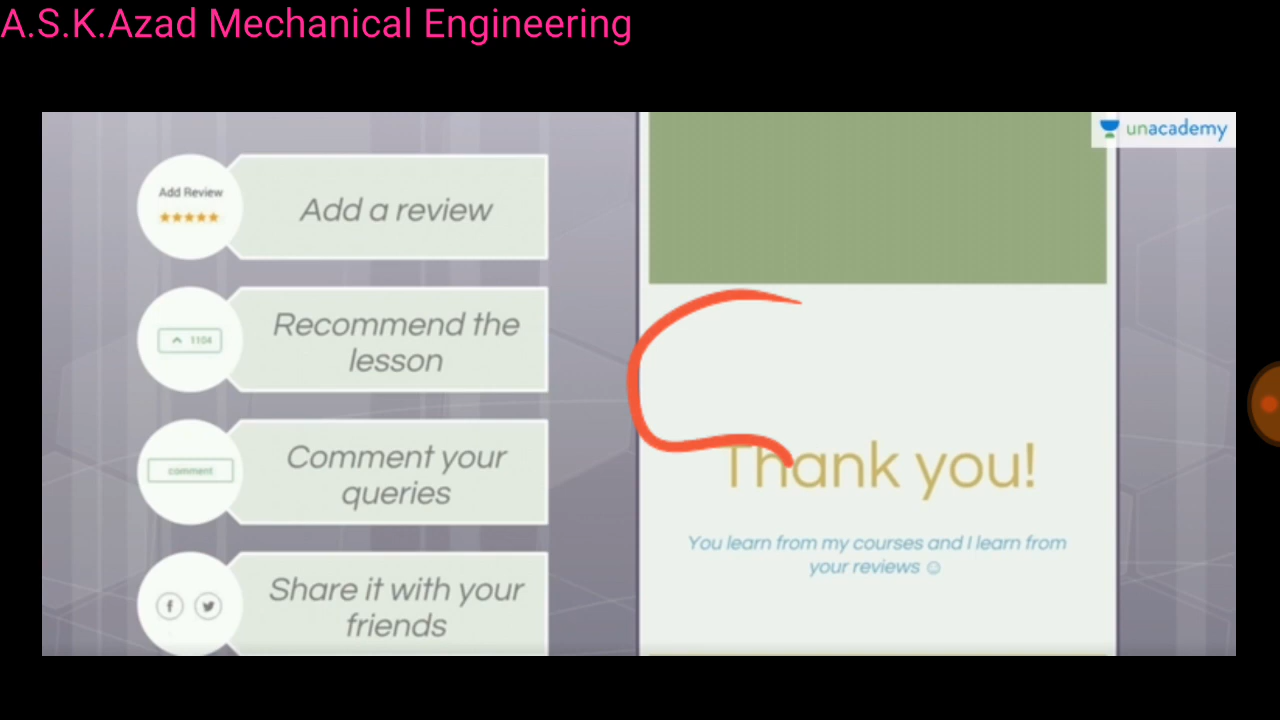 A.S.K.Azad Mechanical Engineering
unacademy
Add Review
Add a review
1104
Recommend the
lesson
comment
Comment your
queries
Share it with your
friends
Thank you!
You learn from my courses and I learn from
your reviews ☺